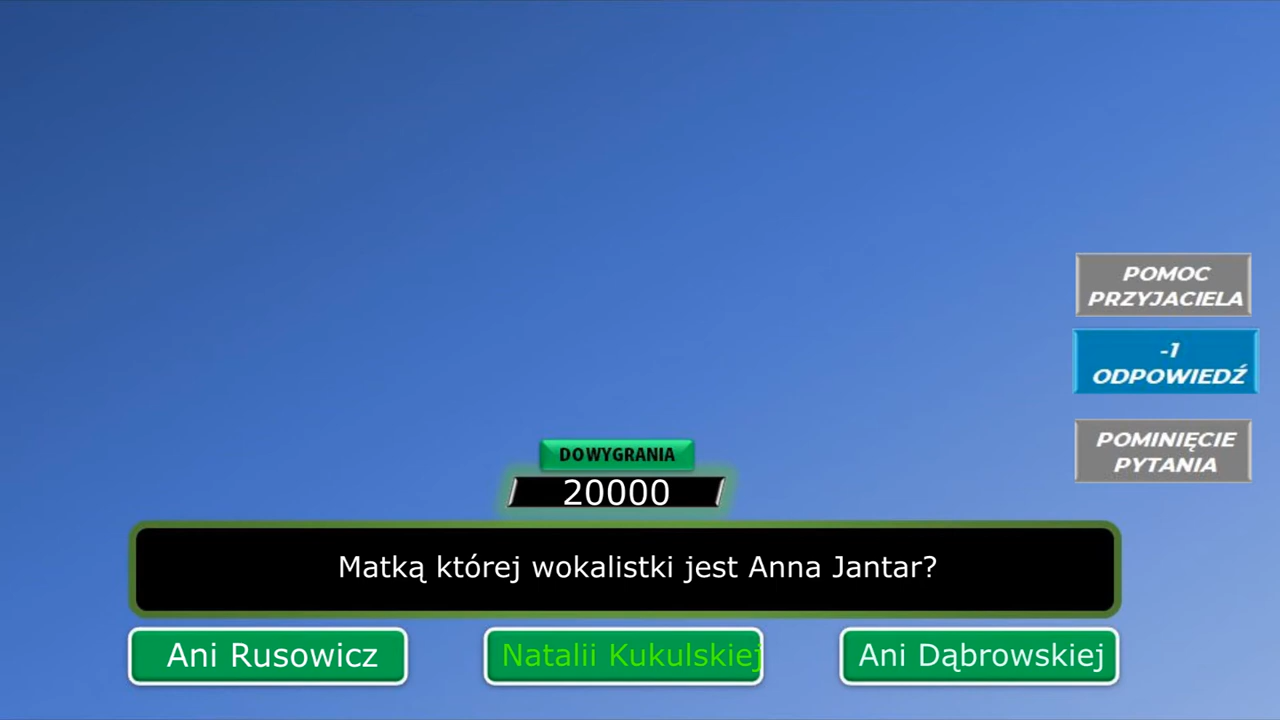 POMOC
PRZYJACIELA
-1
ODPOWIEDŹ
POMINIĘCIE
PYTANIA
DOWYGRANIA
20000
Matką której wokalistki jest Anna Jantar?
Ani Rusowicz
Natalii Kukulskiej
Ani Dąbrowskiej